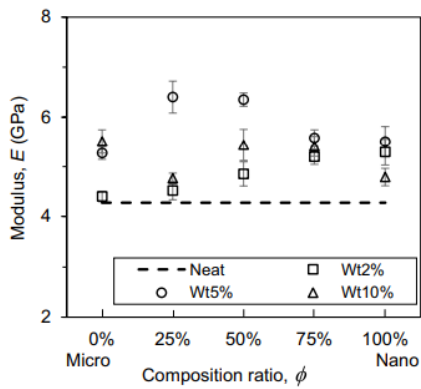 8
6
4
2
Modulus, E (GPa)
Neat
Wt2%
Wt5%
Wt10%
0% 25% 50% 75% 100%
Micro Nano
Composition ratio, ϕ